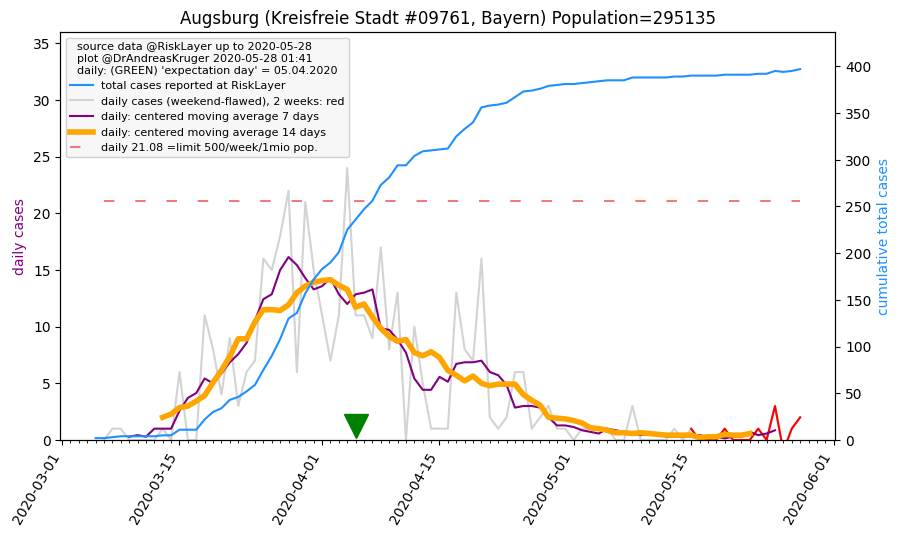 Augsburg (Kreisfreie Stadt #09761, Bayern) Population=295135
source data @RiskLayer up to 2020-05-28
plot @DrAndreasKruger 2020-05-28 01:41
daily: (GREEN) 'expectation day' = 05.04.2020
total cases reported at RiskLayer
daily cases (weekend-flawed), 2 weeks: red
daily: centered moving average 7 days
daily: centered moving average 14 days
daily 21.08 =limit 500/week/1mio pop.
daily cases
35
30
25
20
15
10
5
0
cumulative total cases
400
350
300
250
200
150
100
50
0
2020-03-01
2020-03-15
2020-04-01
2020-04-15
2020-05-01
2020-05-15
2020-06-01